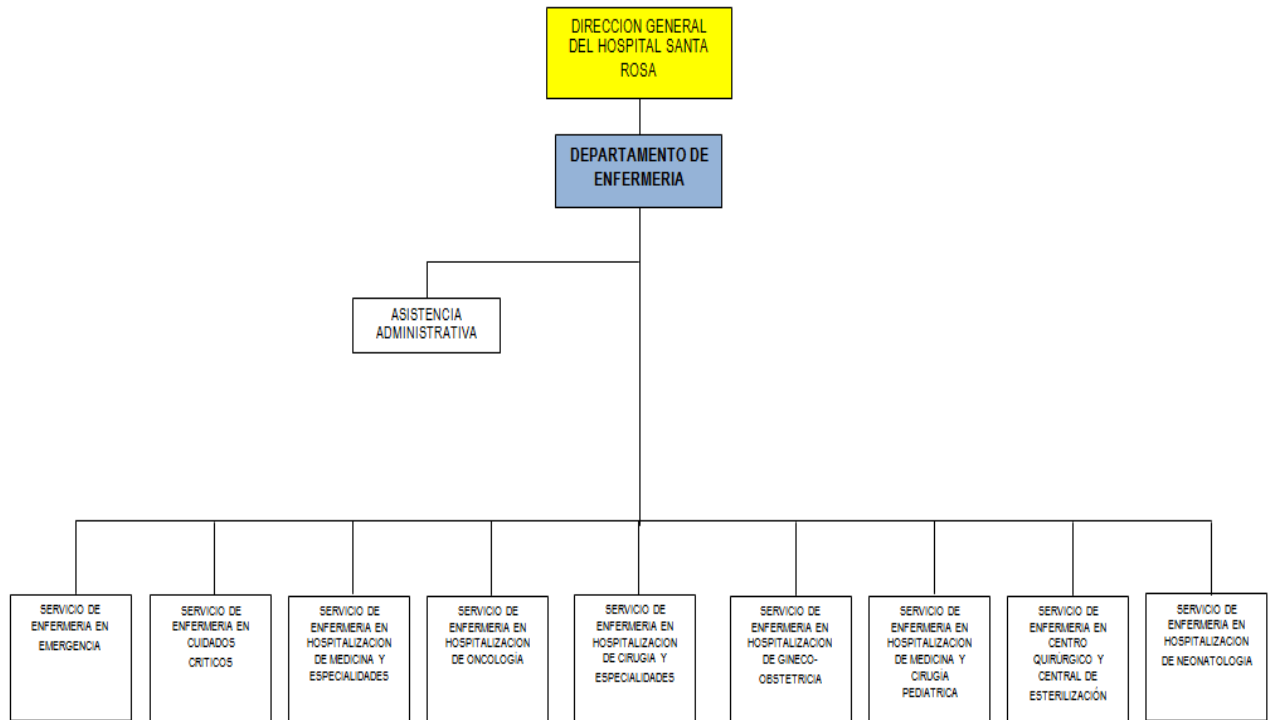 DIRECCION GENERAL
DEL HOSPITAL SANTA
ROSA
DEPARTAMENTO DE
ENFERMERIA
ASISTENCIA
ADMINISTRATIVA
SERVICIO DE
ENFERMERIA EN
EMERGENCIA
SERVICIO DE
ENFERMERIA EN
CUIDADOS
CRITICOS
SERVICIO DE
ENFERMERIA EN
HOSPITALIZACION
DE MEDICINA Y
ESPECIALIDADES
SERVICIO DE
ENFERMERIA EN
HOSPITALIZACION
DE ONCOLOGÍA
SERVICIO DE
ENFERMERIA EN
HOSPITALIZACION
DE CIRUGIA Y
ESPECIALIDADES
SERVICIO DE
ENFERMERIA EN
HOSPITALIZACION
DE GINECO-
OBSTETRICIA
SERVICIO DE
ENFERMERIA EN
HOSPITALIZACION
DE MEDICINA Y
CIRUGÍA
PEDIATRICA
SERVICIO DE
ENFERMERIA EN
CENTRO
QUIRÚRGICO Y
CENTRAL DE
ESTERILIZACIÓN
SERVICIO DE
ENFERMERIA EN
HOSPITALIZACION
DE NEONATOLOGIA